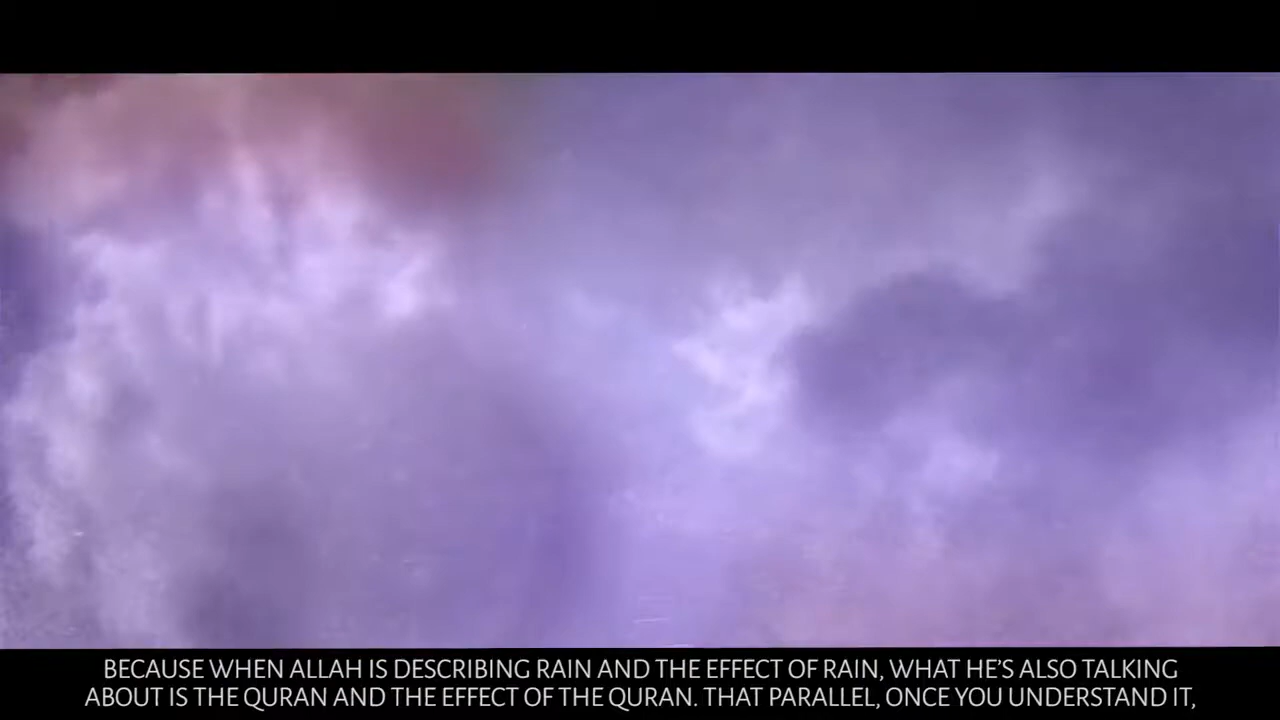 BECAUSE WHEN ALLAH IS DESCRIBING RAIN AND THE EFFECT OF RAIN, WHAT HE'S ALSO TALKING
ABOUT IS THE QURAN AND THE EFFECT OF THE QURAN. THAT PARALLEL, ONCE YOU UNDERSTAND IT,